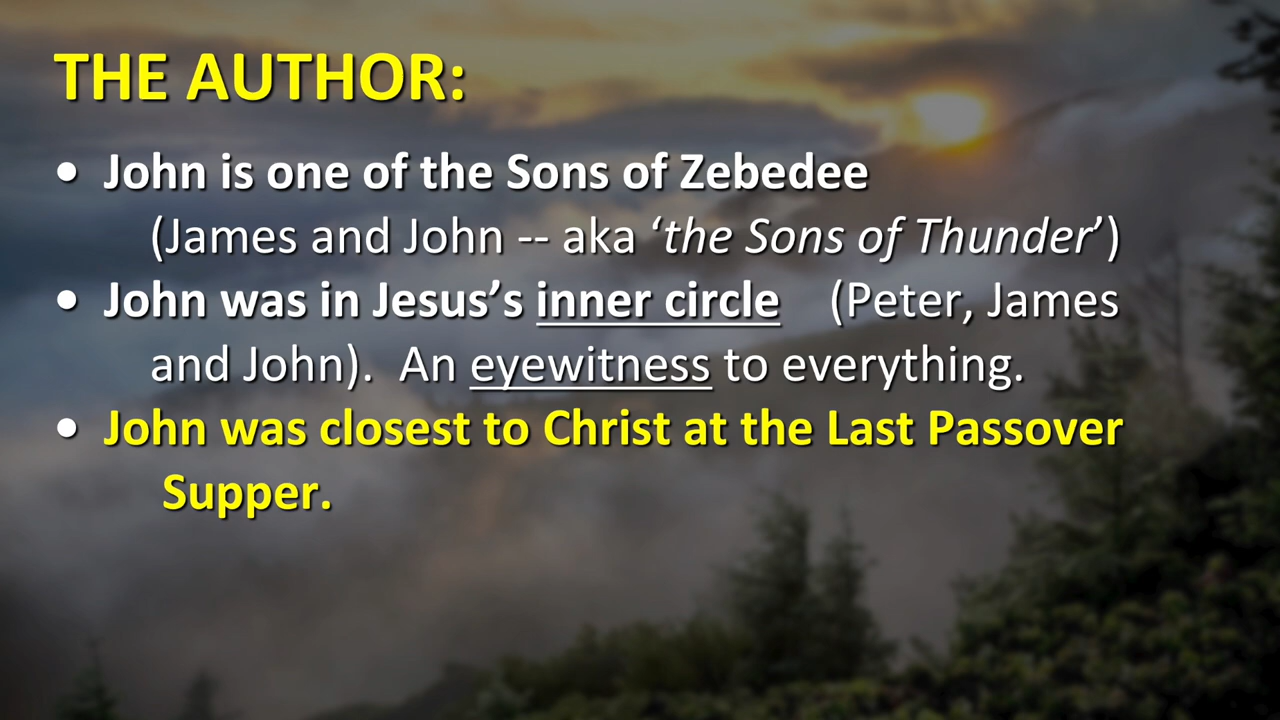 THE AUTHOR:
• John is one of the Sons of Zebedee
(James and John -- aka ‘the Sons of Thunder’)
• John was in Jesus’s inner circle (Peter, James
and John). An eyewitness to everything.
• John was closest to Christ at the Last Passover
Supper.